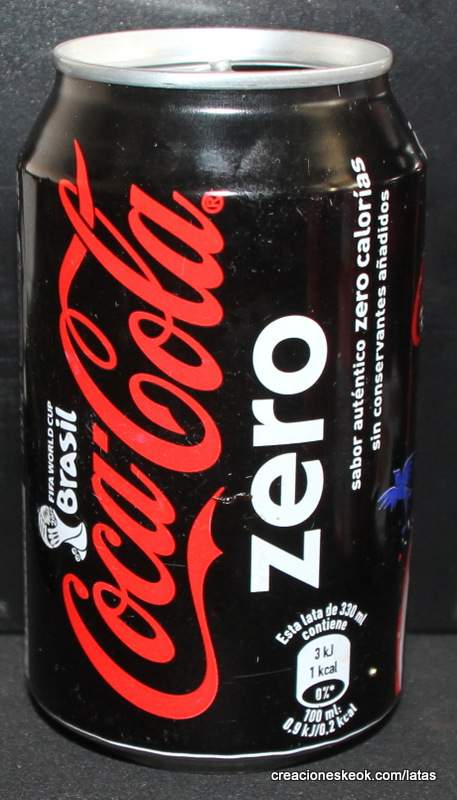 FIFA WORLD CUP
Brasil
Coca-Cola®
zero
sabor auténtico zero calorías
sin conservantes añadidos
Esta lata de 330 ml
contiene
3 kJ
1 kcal
0%*
100 ml:
0,9 kJ/0,2 kcal
creacioneskeok.com/latas